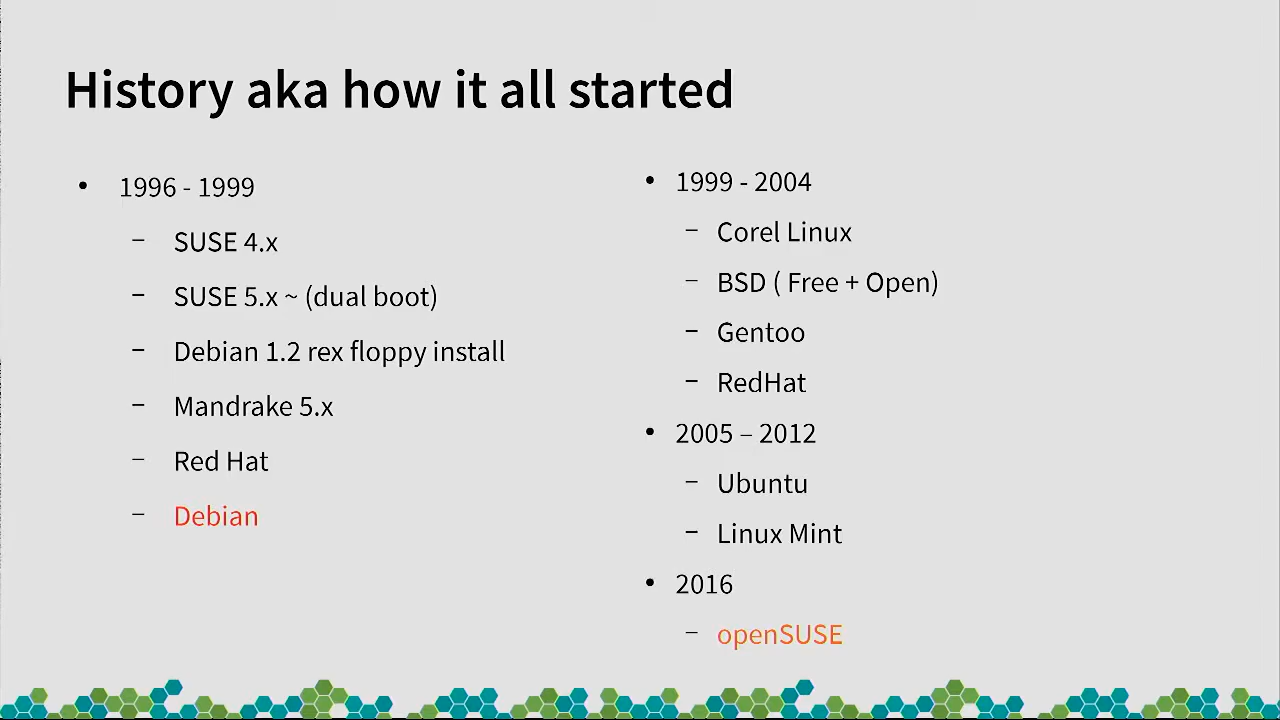 History aka how it all started
• 1996 - 1999
– SUSE 4.x
– SUSE 5.x ~ (dual boot)
– Debian 1.2 rex floppy install
– Mandrake 5.x
– Red Hat
– Debian
• 1999 - 2004
– Corel Linux
– BSD ( Free + Open)
– Gentoo
– RedHat
• 2005 – 2012
– Ubuntu
– Linux Mint
• 2016
– openSUSE